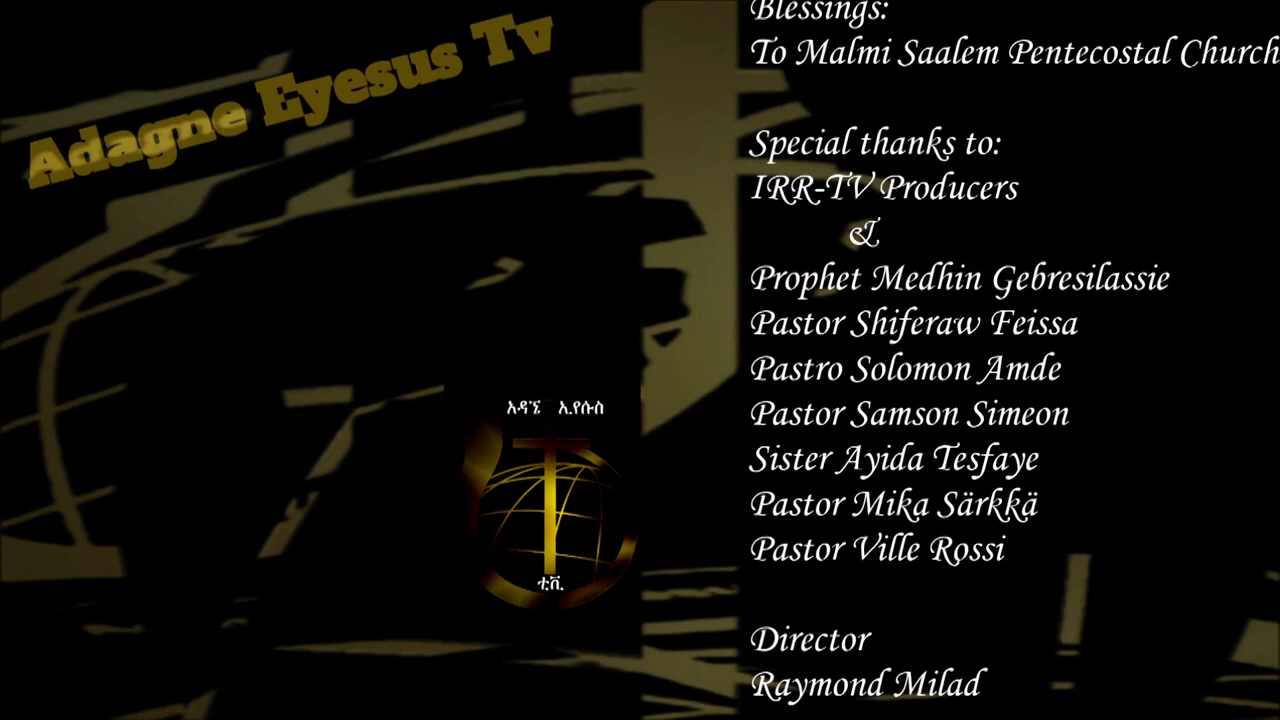 Adagne Eyesus Tv
አዳኜ ኢየሱስ
ቲቪ
Blessings:
To Malmi Saalem Pentecostal Church
Special thanks to:
IRR-TV Producers
&
Prophet Medhin Gebresilassie
Pastor Shiferaw Feissa
Pastro Solomon Amde
Pastor Samson Simeon
Sister Ayida Tesfaye
Pastor Mika Särkkä
Pastor Ville Rossi
Director
Raymond Milad